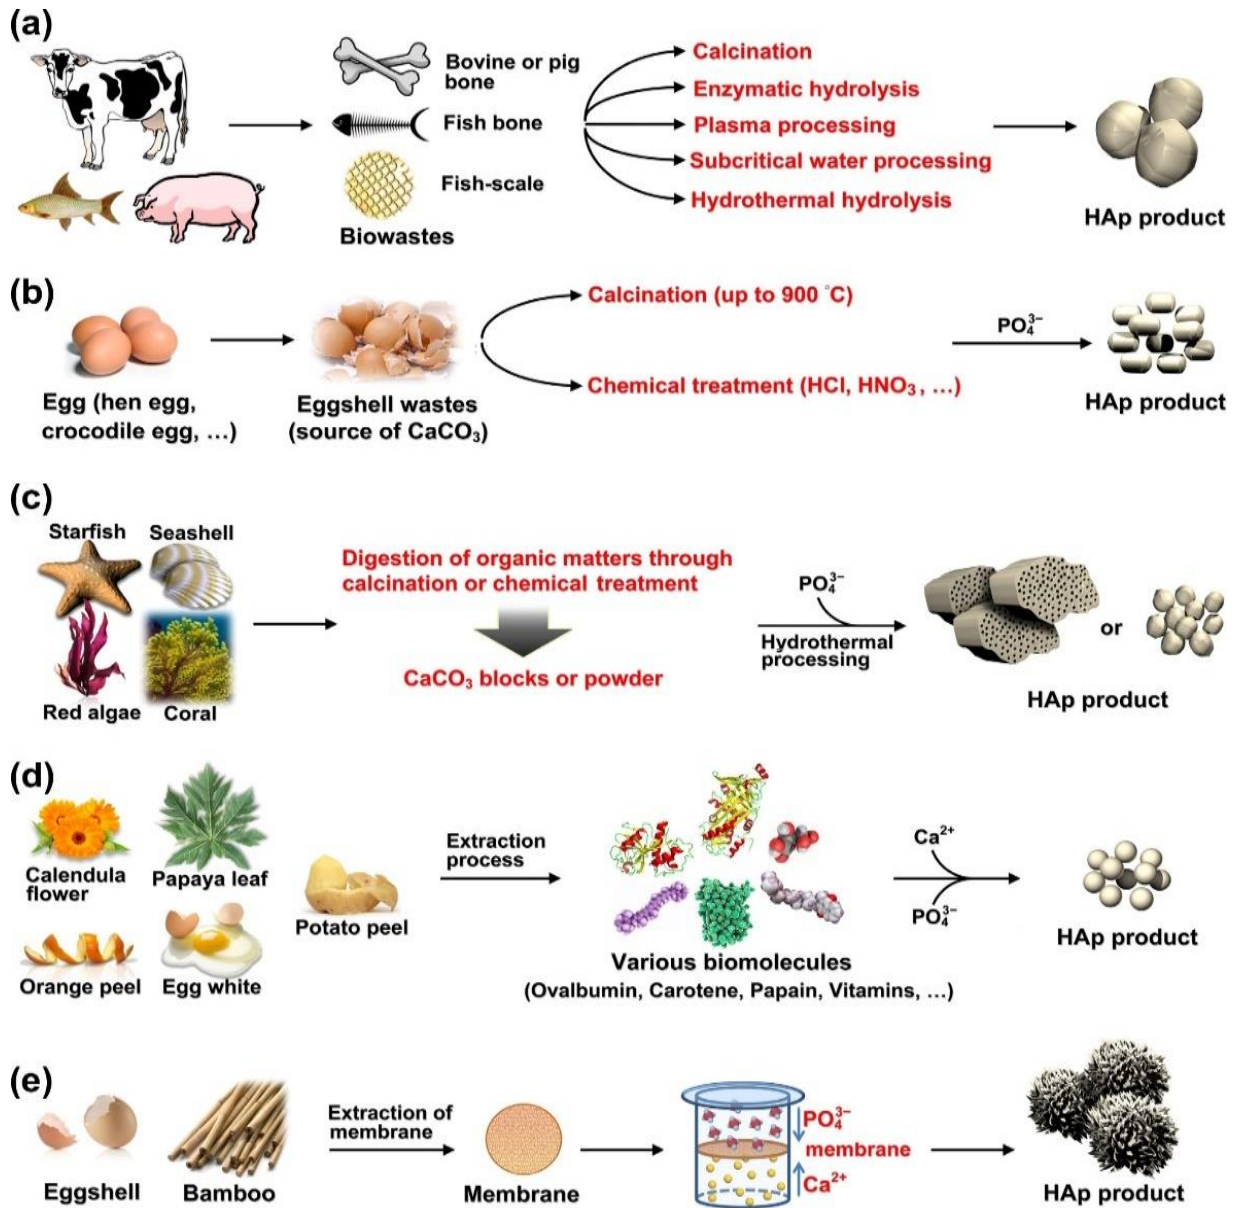 (a)
Bovine or pig
bone
Fish bone
Fish-scale
Biowastes
Calcination
Enzymatic hydrolysis
Plasma processing
Subcritical water processing
Hydrothermal hydrolysis
HAp product
(b)
Egg (hen egg,
crocodile egg, ...)
Eggshell wastes
(source of CaCO₃)
Calcination (up to 900 °C)
Chemical treatment (HCl, HNO₃ , ...)
PO₄³⁻
HAp product
(c)
Starfish
Seashell
Red algae
Coral
Digestion of organic matters through
calcination or chemical treatment
CaCO₃ blocks or powder
PO₄³⁻
Hydrothermal
processing
or
HAp product
(d)
Calendula
flower
Papaya leaf
Orange peel
Egg white
Potato peel
Extraction
process
Various biomolecules
(Ovalbumin, Carotene, Papain, Vitamins, ...)
Ca²⁺
PO₄³⁻
HAp product
(e)
Eggshell
Bamboo
Extraction of
membrane
Membrane
PO₄³⁻
membrane
Ca²⁺
HAp product